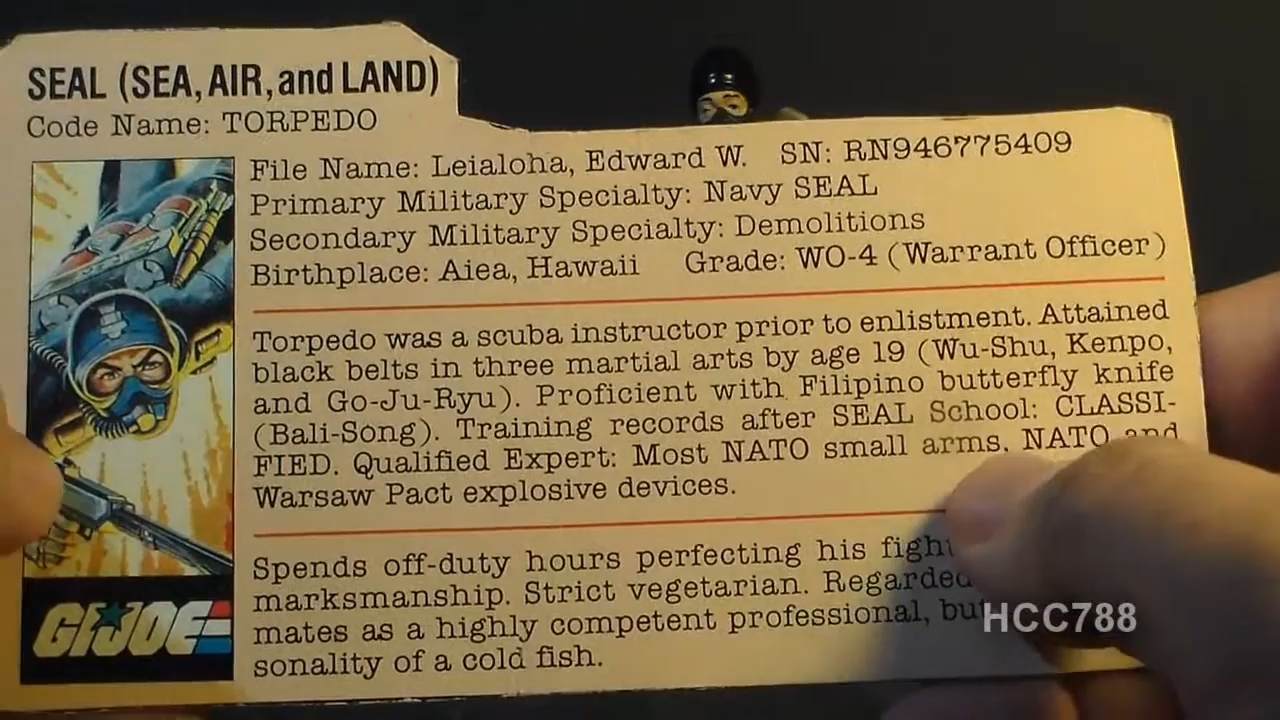 SEAL (SEA, AIR, and LAND)
Code Name: TORPEDO
File Name: Leialoha, Edward W. SN: RN946775409
Primary Military Specialty: Navy SEAL
Secondary Military Specialty: Demolitions
Birthplace: Aiea, Hawaii Grade: WO-4 (Warrant Officer)
Torpedo was a scuba instructor prior to enlistment. Attained
black belts in three martial arts by age 19 (Wu-Shu, Kenpo,
and Go-Ju-Ryu). Proficient with Filipino butterfly knife
(Bali-Song). Training records after SEAL School: CLASSI-
FIED. Qualified Expert: Most NATO small arms, NATO and
Warsaw Pact explosive devices.
Spends off-duty hours perfecting his
marksmanship. Strict vegetarian. Regarded
mates as a highly competent professional,
sonality of a cold fish.
GI JOE
HCC788